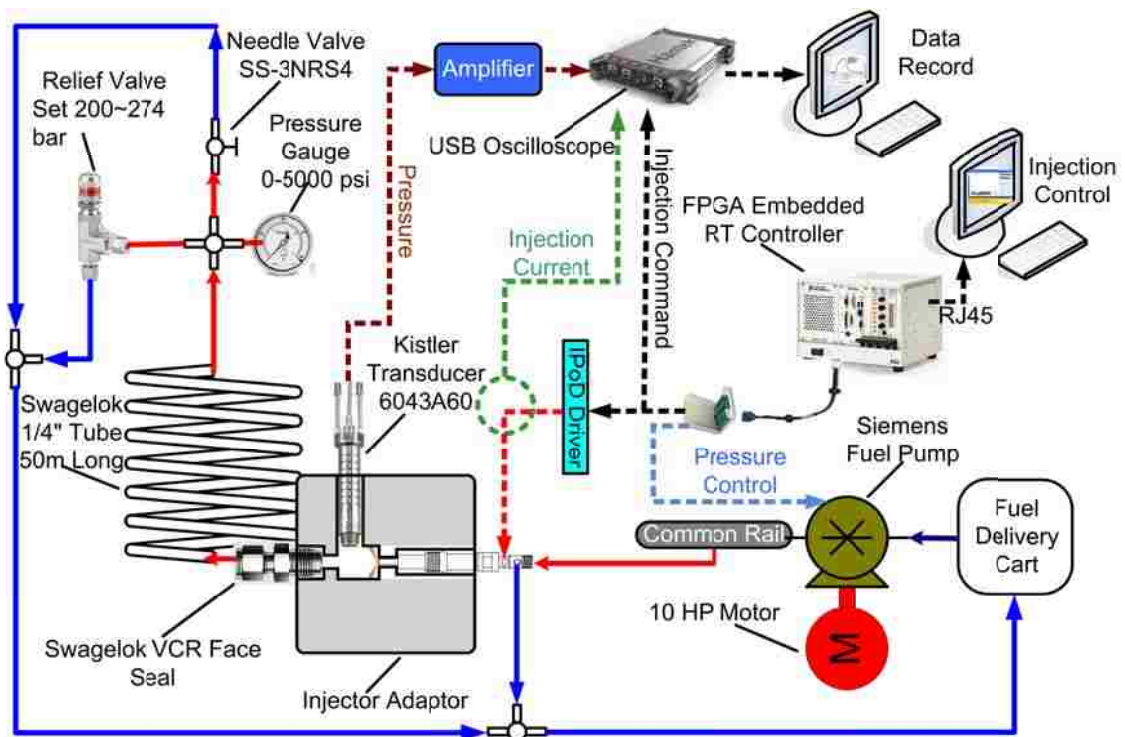 Needle Valve
SS-3NRS4
Relief Valve
Set 200~274
bar
Pressure
Gauge
0-5000 psi
Amplifier
USB Oscilloscope
Data
Record
Injection
Control
Pressure
Injection
Current
Injection Command
FPGA Embedded
RT Controller
RJ45
Kistler
Transducer
6043A60
IPoD Driver
Swagelok
1/4" Tube
50m Long
Pressure
Control
Siemens
Fuel Pump
Common Rail
Fuel
Delivery
Cart
10 HP Motor
M
Swagelok VCR Face
Seal
Injector Adaptor